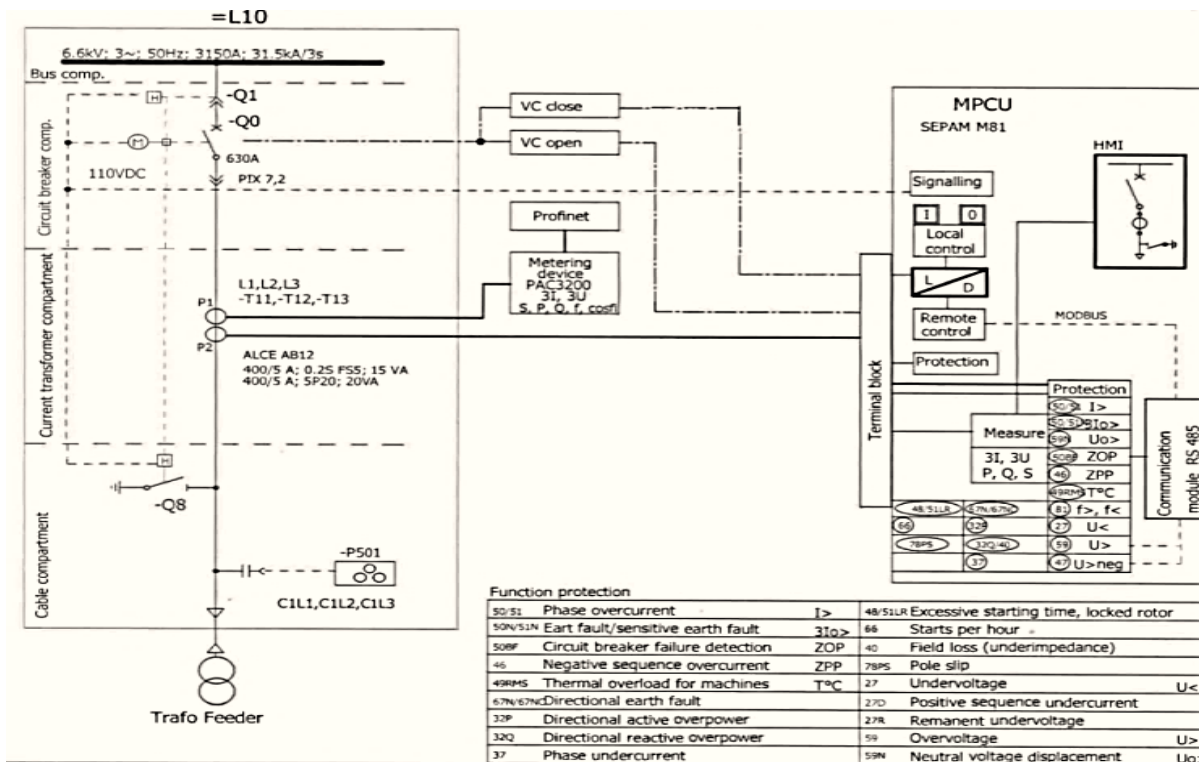 =L10
6.6kV; 3~; 50Hz; 3150A; 31.5kA/3s
Bus comp.
Circuit breaker comp.
H
-Q1
-Q0
M
630A
110VDC
PIX 7,2
VC close
VC open
Profinet
Metering
device
PAC3200
3I, 3U
S, P, Q, f, cosfi
Current transformer compartment
L1,L2,L3
-T11,-T12,-T13
P1
P2
ALCE AB12
400/5 A; 0.2S FS5; 15 VA
400/5 A; 5P20; 20VA
Cable compartment
H
-Q8
-P501
C1L1,C1L2,C1L3
Trafo Feeder
MPCU
SEPAM M81
HMI
Signalling
I O
Local
control
L D
Remote
control
MODBUS
Protection
Terminal block
Measure
3I, 3U
P, Q, S
Protection
50/51 I>
50/51N 3Io>
59N Uo>
50BF ZOP
46 ZPP
49RMS T°C
48/51LR 67N/67NC 81 f>, f<
66 32P 27 U<
78PS 32Q/40 59 U>
37 47 U>neg
Communication
module RS 485
Function protection
50/51 Phase overcurrent I> 48/51LR Excessive starting time, locked rotor
50N/51N Eart fault/sensitive earth fault 3Io> 66 Starts per hour
50BF Circuit breaker failure detection ZOP 40 Field loss (underimpedance)
46 Negative sequence overcurrent ZPP 78PS Pole slip
49RMS Thermal overload for machines T°C 27 Undervoltage U<
67N/67NC Directional earth fault 27D Positive sequence undercurrent
32P Directional active overpower 27R Remanent undervoltage
32Q Directional reactive overpower 59 Overvoltage U>
37 Phase undercurrent 59N Neutral voltage displacement Uo